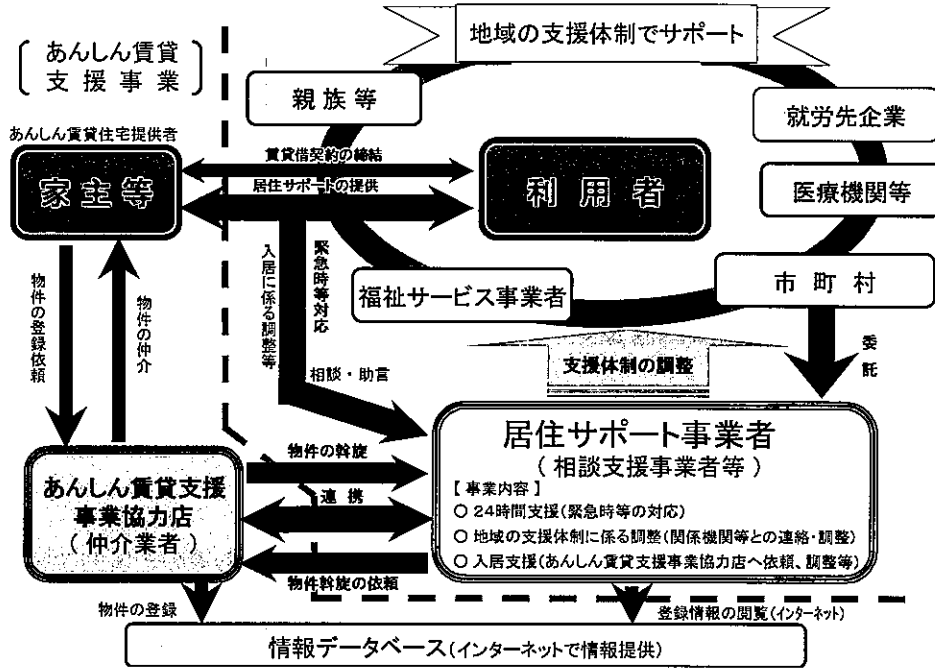 地域の支援体制でサポート
あんしん賃貸
支援事業
親族等
就労先企業
あんしん賃貸住宅提供者
賃貸借契約の締結
家主等
居住サポートの提供
利用者
医療機関等
市町村
福祉サービス事業者
物件の登録依頼
物件の仲介
入居に係る調整等
緊急時等対応
相談・助言
支援体制の調整
委託
居住サポート事業者
（相談支援事業者等）
【事業内容】
○ 24時間支援(緊急時等の対応)
○ 地域の支援体制に係る調整(関係機関等との連絡・調整)
○ 入居支援(あんしん賃貸支援事業協力店へ依頼、調整等)
あんしん賃貸支援
事業協力店
（仲介業者）
物件の斡旋
連携
物件斡旋の依頼
物件の登録
登録情報の閲覧(インターネット)
情報データベース(インターネットで情報提供)